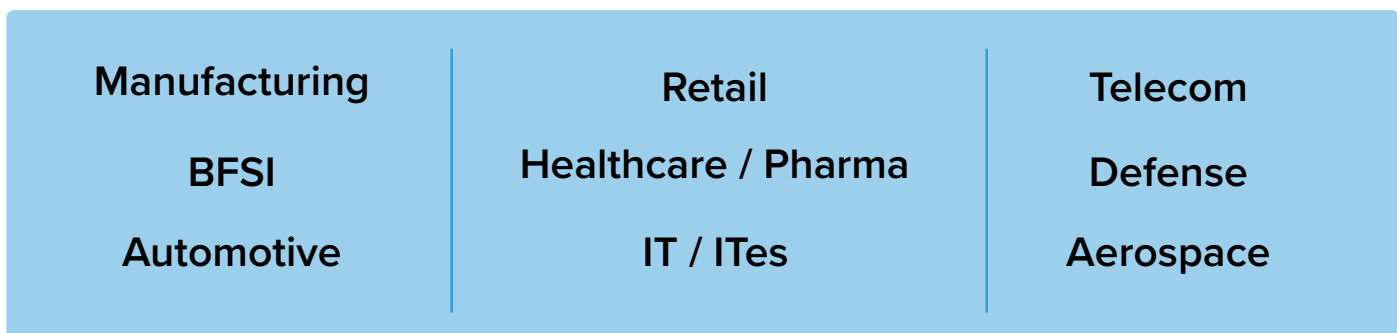 Manufacturing
BFSI
Automotive
Retail
Healthcare / Pharma
IT / ITes
Telecom
Defense
Aerospace